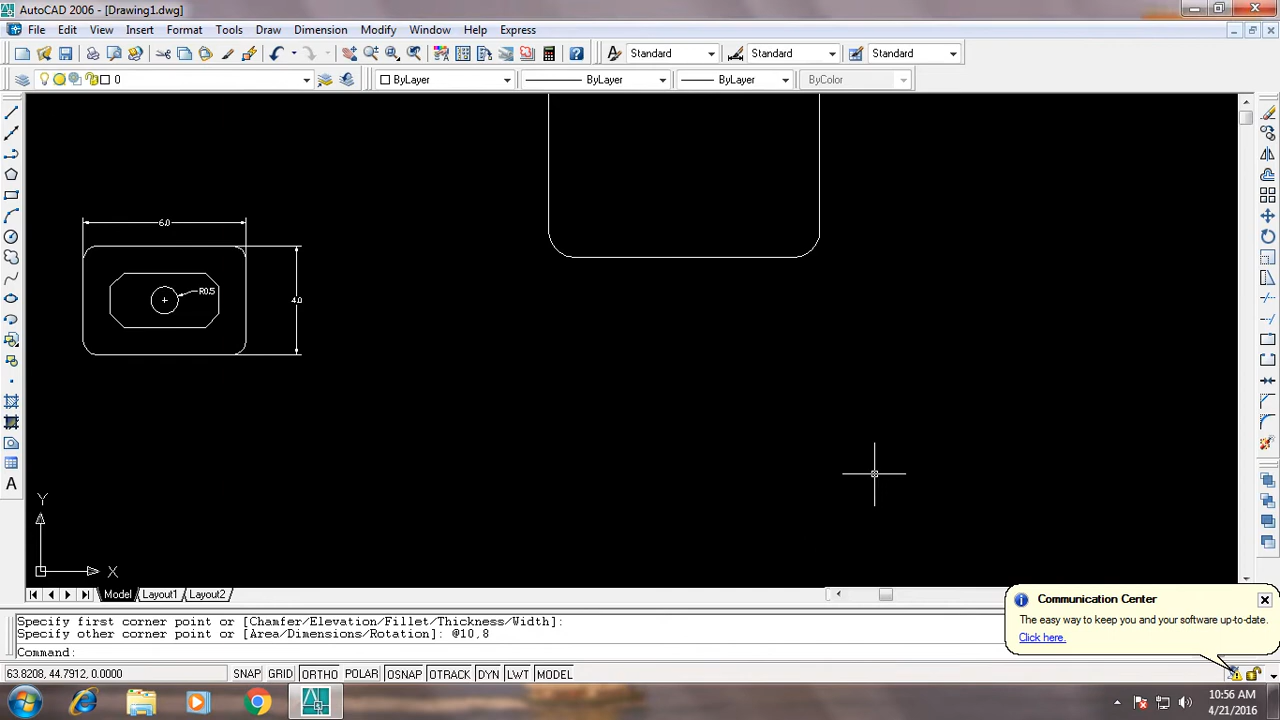 AutoCAD 2006 - [Drawing1.dwg]
File Edit View Insert Format Tools Draw Dimension Modify Window Help Express
Standard Standard Standard
0 ByLayer ByLayer ByLayer ByColor
6.0
R0.5
4.0
Y
X
Model Layout1 Layout2
Communication Center
The easy way to keep you and your software up-to-date.
Click here.
Specify first corner point or [Chamfer/Elevation/Fillet/Thickness/Width]:
Specify other corner point or [Area/Dimensions/Rotation]: @10,8
Command:
63.8208, 44.7912, 0.0000 SNAP GRID ORTHO POLAR OSNAP OTRACK DYN LWT MODEL
10:56 AM
4/21/2016